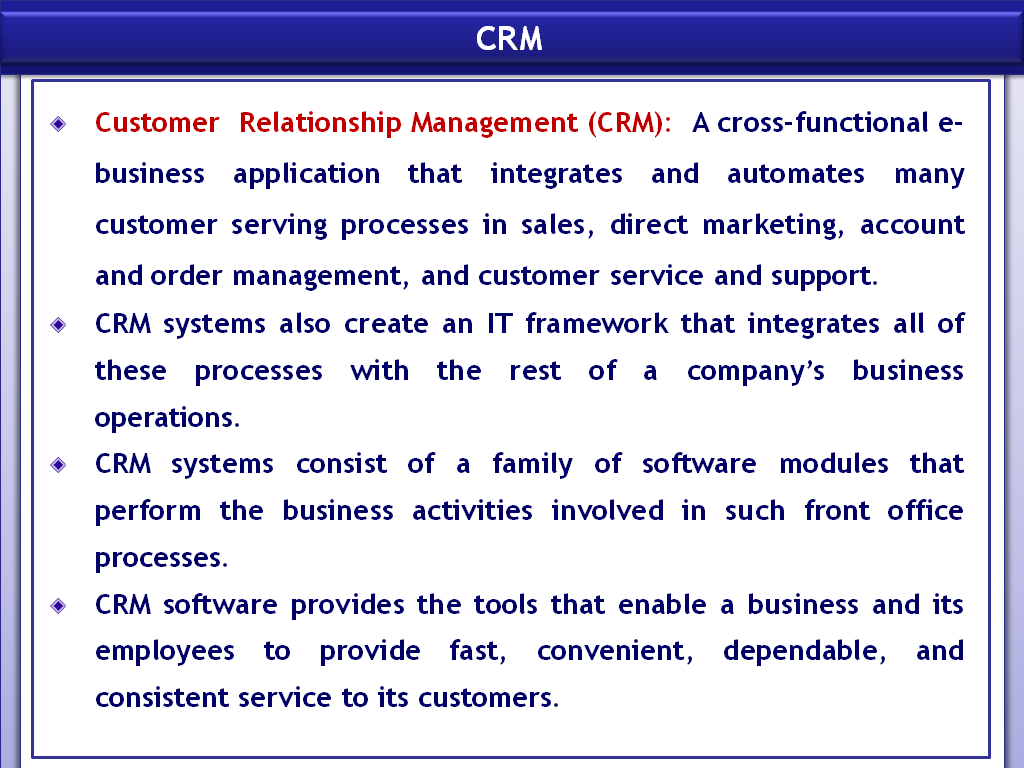 CRM
Customer Relationship Management (CRM): A cross-functional e-
business application that integrates and automates many
customer serving processes in sales, direct marketing, account
and order management, and customer service and support.
CRM systems also create an IT framework that integrates all of
these processes with the rest of a company’s business
operations.
CRM systems consist of a family of software modules that
perform the business activities involved in such front office
processes.
CRM software provides the tools that enable a business and its
employees to provide fast, convenient, dependable, and
consistent service to its customers.